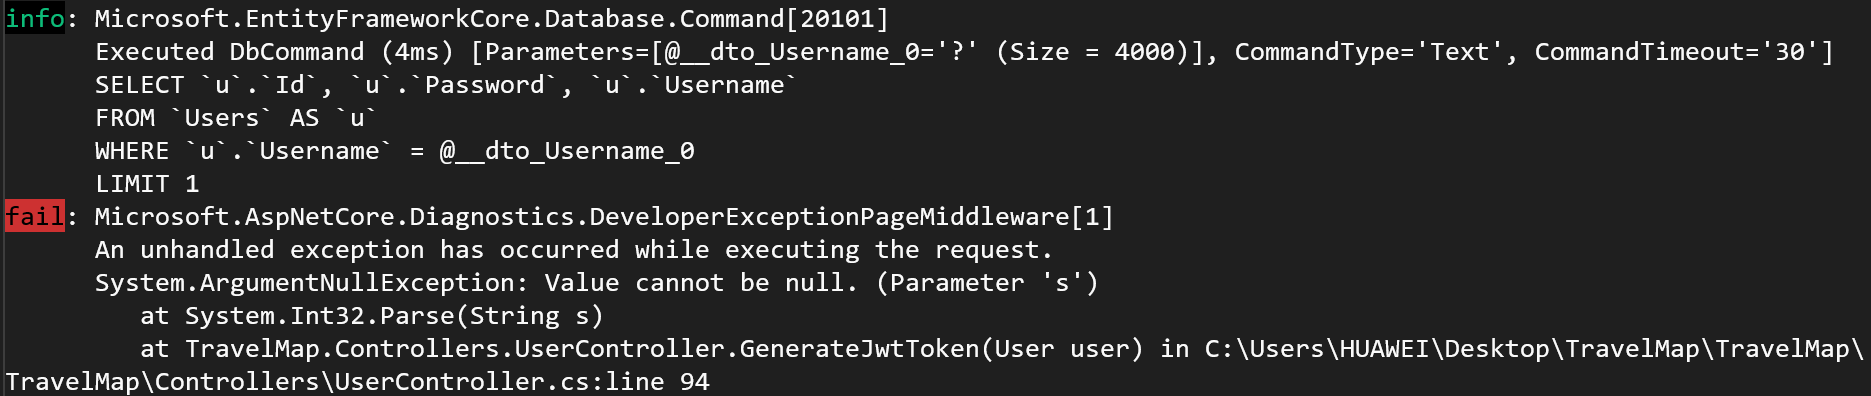 info: Microsoft.EntityFrameworkCore.Database.Command[20101]
      Executed DbCommand (4ms) [Parameters=[@__dto_Username_0='?' (Size = 4000)], CommandType='Text', CommandTimeout='30']
      SELECT `u`.`Id`, `u`.`Password`, `u`.`Username`
      FROM `Users` AS `u`
      WHERE `u`.`Username` = @__dto_Username_0
      LIMIT 1
fail: Microsoft.AspNetCore.Diagnostics.DeveloperExceptionPageMiddleware[1]
      An unhandled exception has occurred while executing the request.
      System.ArgumentNullException: Value cannot be null. (Parameter 's')
         at System.Int32.Parse(String s)
         at TravelMap.Controllers.UserController.GenerateJwtToken(User user) in C:\Users\HUAWEI\Desktop\TravelMap\TravelMap\
TravelMap\Controllers\UserController.cs:line 94